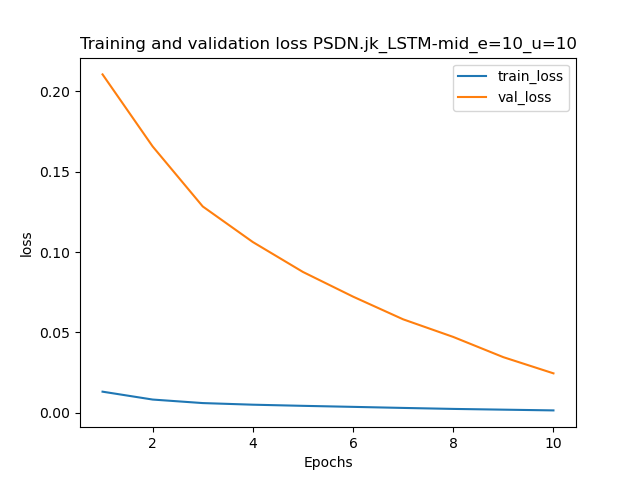 Training and validation loss PSDN.jk_LSTM-mid_e=10_u=10
train_loss
val_loss
0.20
0.15
0.10
0.05
0.00
loss
2
4
6
8
10
Epochs